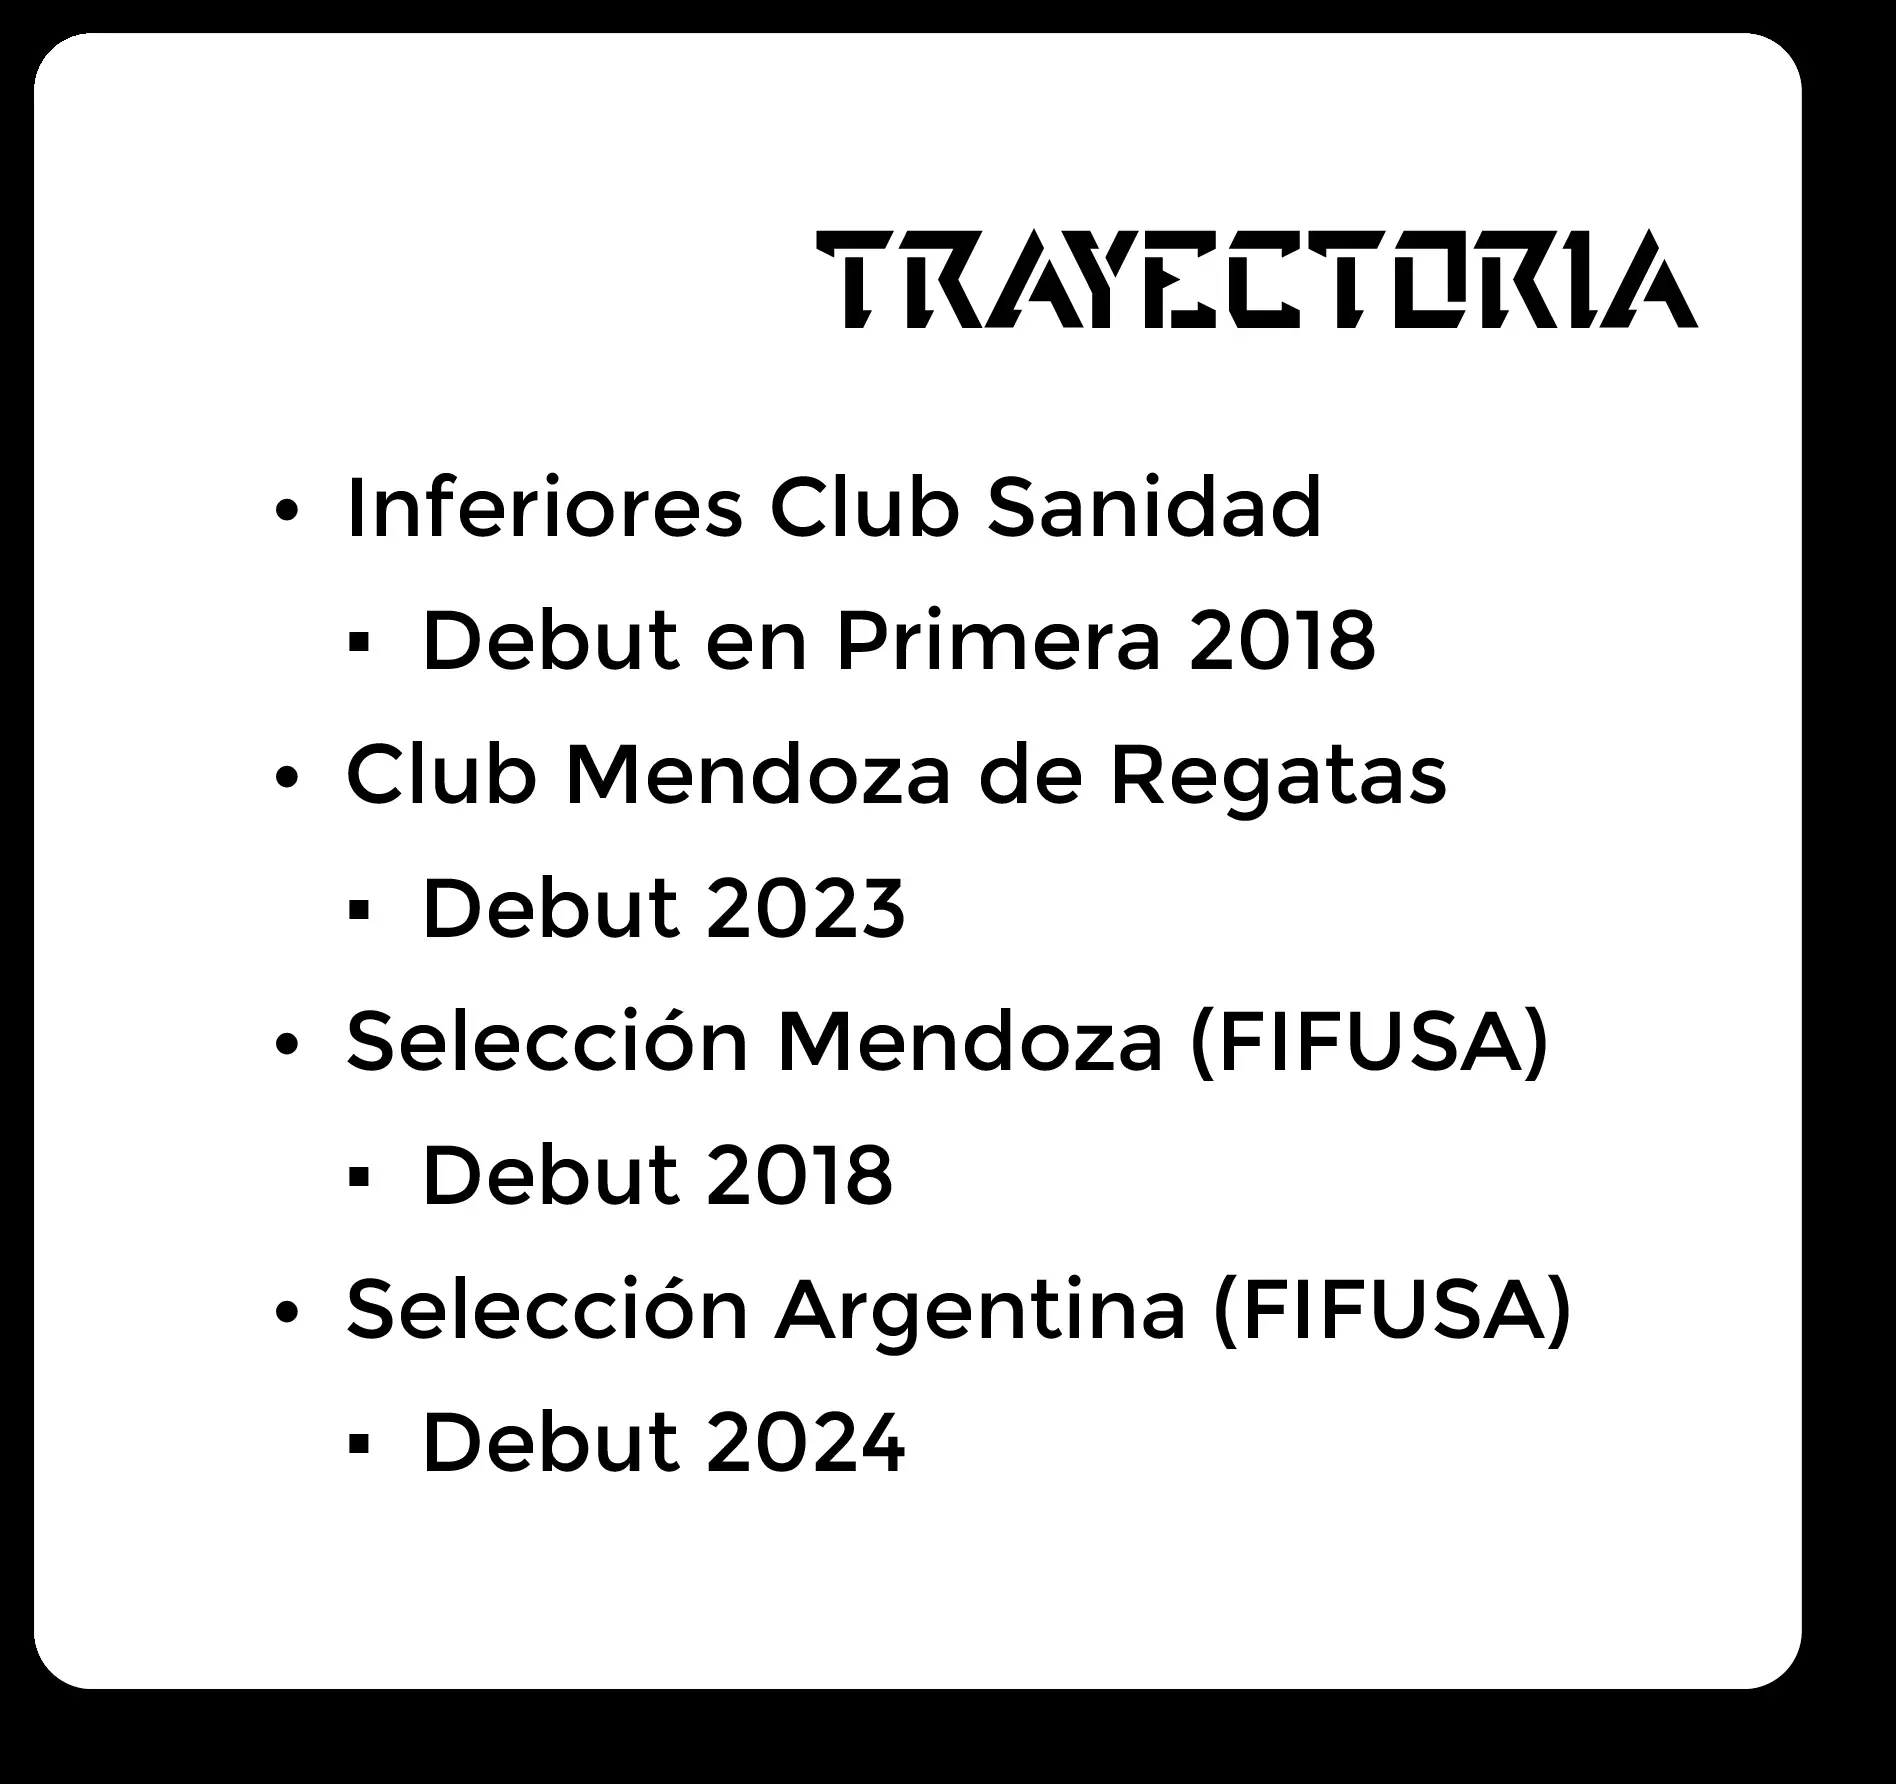 TRAYECTORIA
• Inferiores Club Sanidad
▪ Debut en Primera 2018
• Club Mendoza de Regatas
▪ Debut 2023
• Selección Mendoza (FIFUSA)
▪ Debut 2018
• Selección Argentina (FIFUSA)
▪ Debut 2024